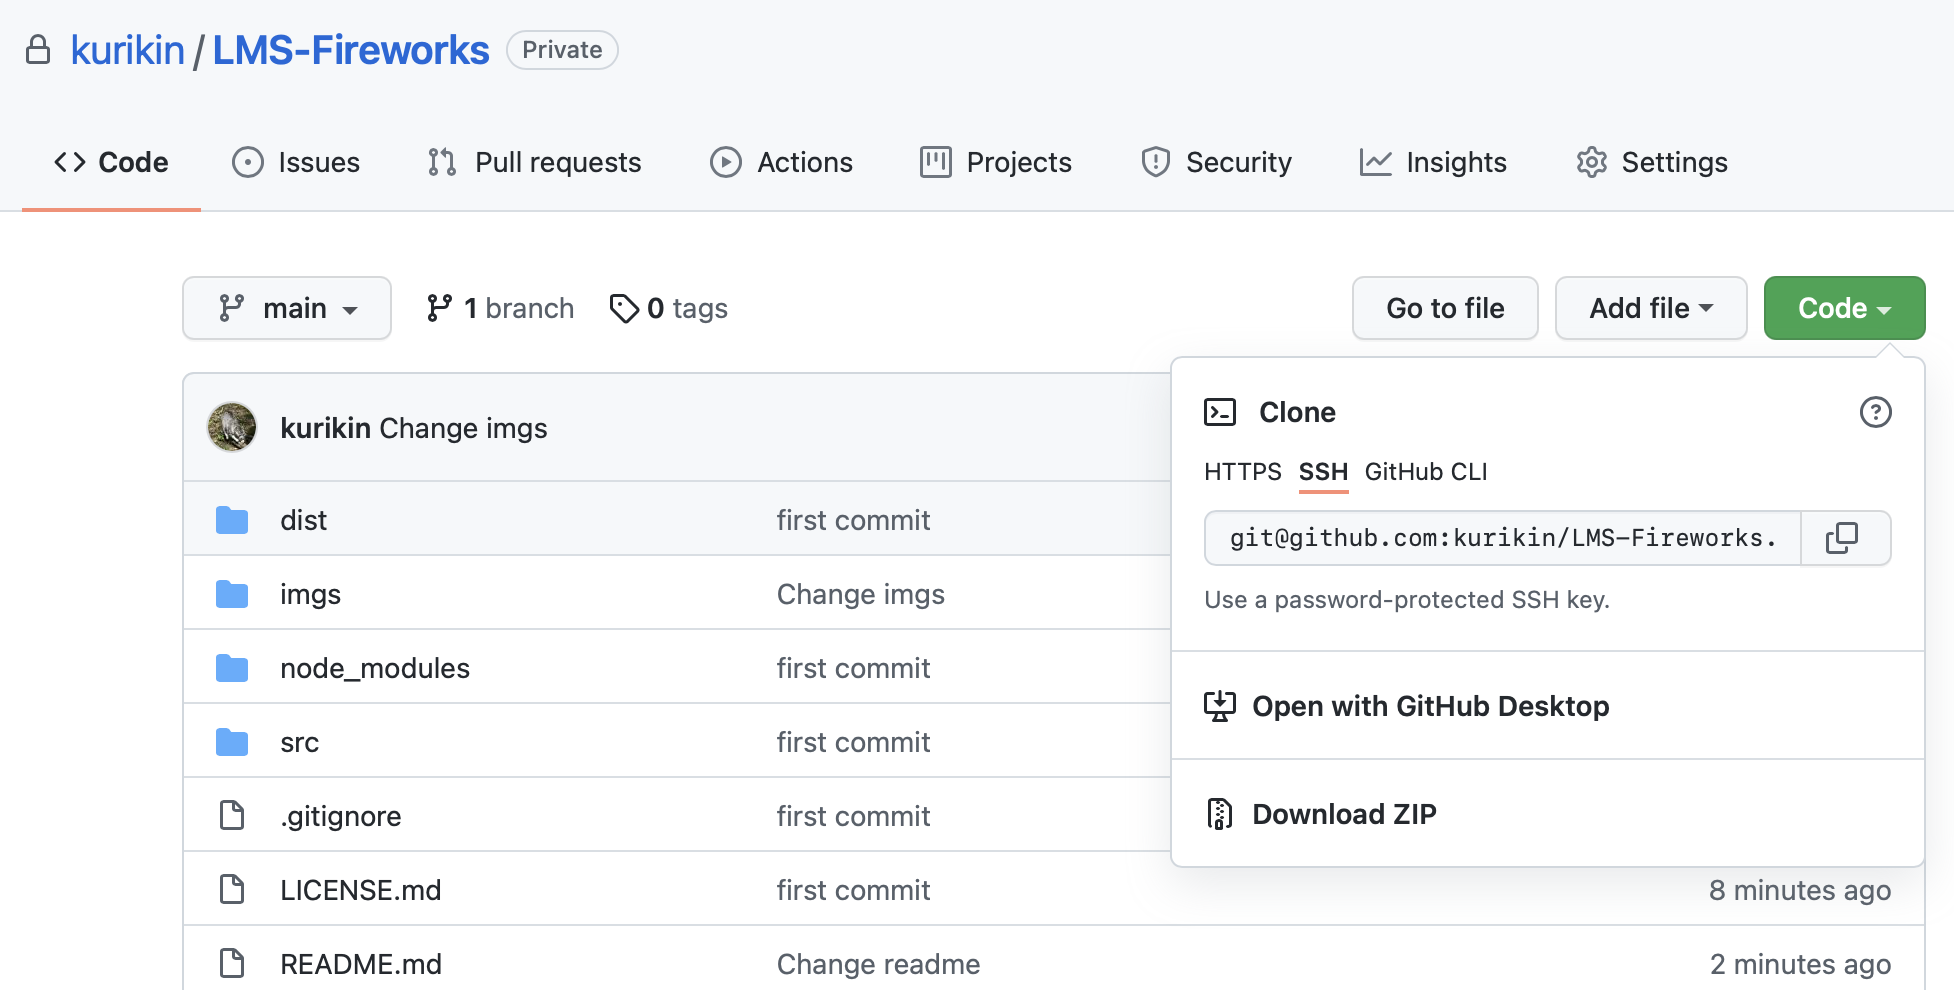 kurikin / LMS-Fireworks Private
Code Issues Pull requests Actions Projects Security Insights Settings
main 1 branch 0 tags Go to file Add file Code
kurikin Change imgs
dist first commit
imgs Change imgs
node_modules first commit
src first commit
.gitignore first commit
LICENSE.md first commit 8 minutes ago
README.md Change readme 2 minutes ago
Clone
HTTPS SSH GitHub CLI
git@github.com:kurikin/LMS-Fireworks.
Use a password-protected SSH key.
Open with GitHub Desktop
Download ZIP